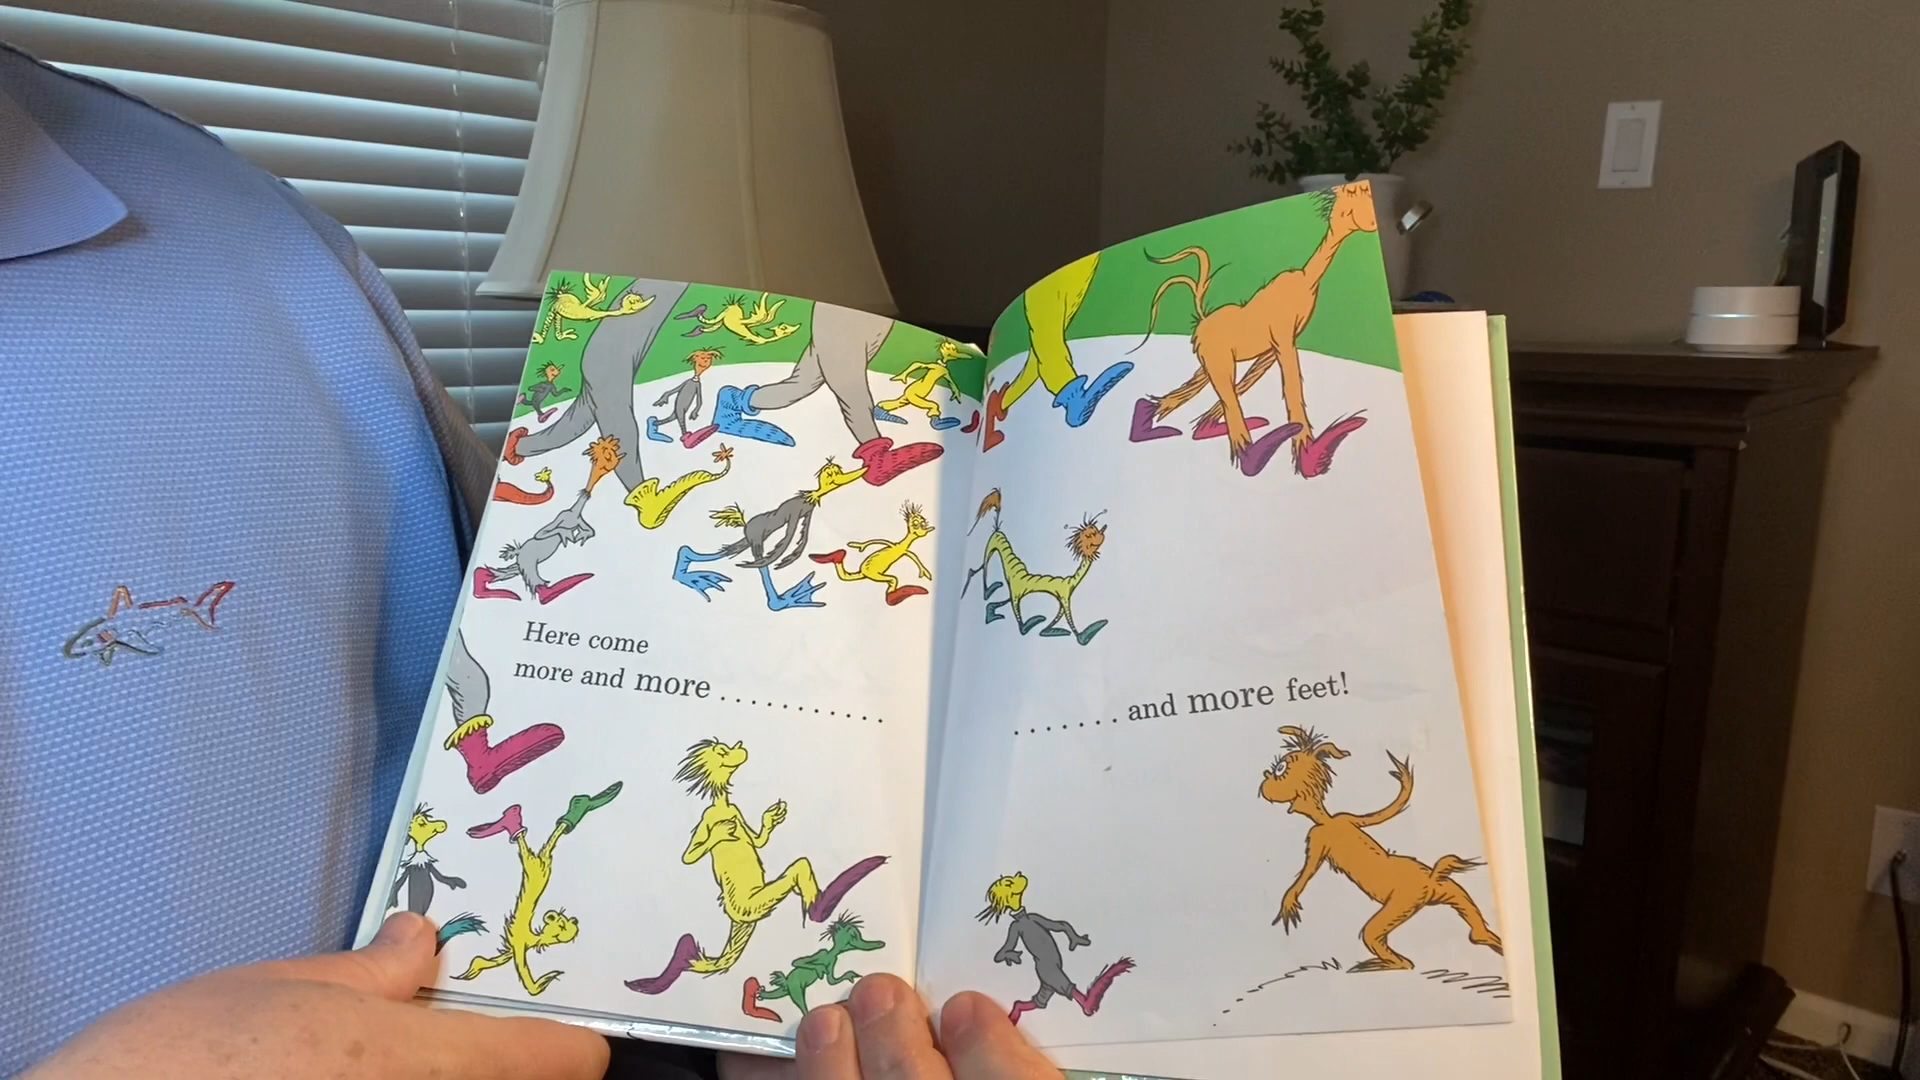 Here come
more and more . . . . . . . . . . .
. . . . . . . and more feet!